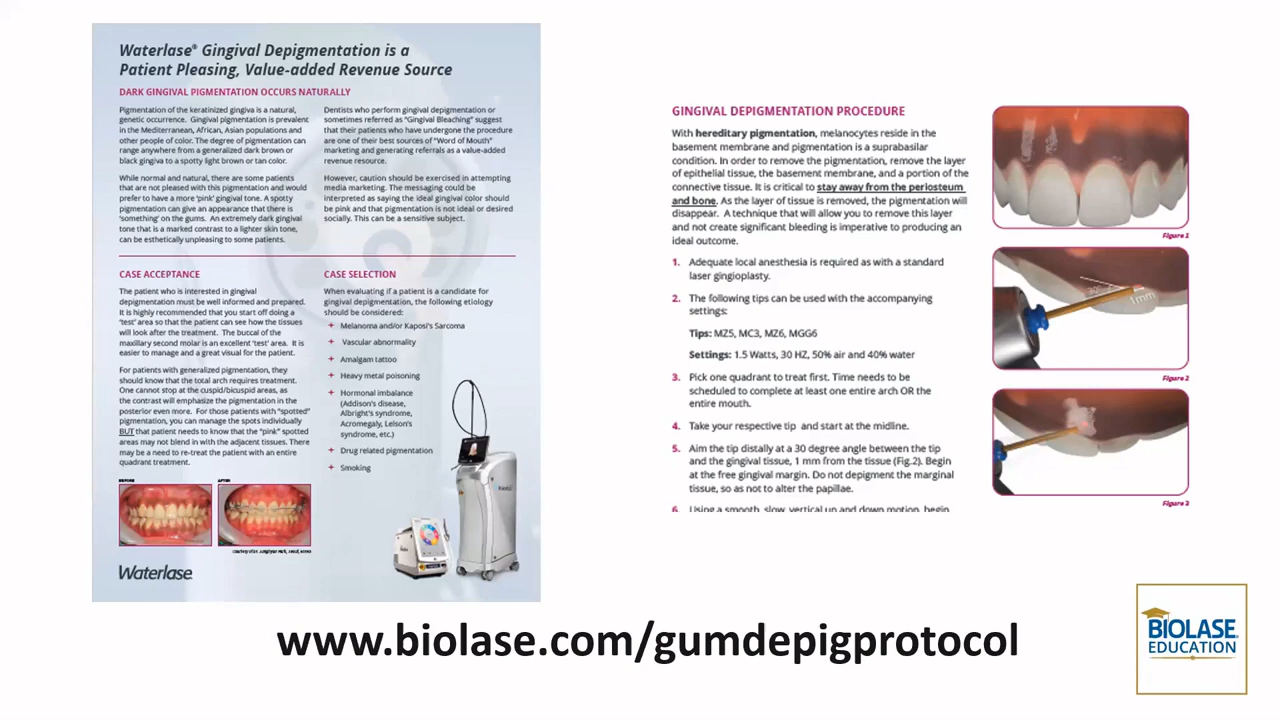 Waterlase® Gingival Depigmentation is a
Patient Pleasing, Value-added Revenue Source
DARK GINGIVAL PIGMENTATION OCCURS NATURALLY
Pigmentation of the keratinized gingiva is a natural,
genetic occurrence. Gingival pigmentation is prevalent
in the Mediterranean, African, Asian populations and
other people of color. The degree of pigmentation can
range anywhere from a generalized dark brown or
black gingiva to a spotty light brown or tan color.
While normal and natural, there are some patients
that are not pleased with this pigmentation and would
prefer to have a more 'pink' gingival tone. A spotty
pigmentation can give an appearance that there is
'something' on the gums. An extremely dark gingival
tone that is a marked contrast to a lighter skin tone,
can be esthetically unpleasing to some patients.
Dentists who perform gingival depigmentation or
sometimes referred as "Gingival Bleaching" suggest
that their patients who have undergone the procedure
are one of their best sources of "Word of Mouth"
marketing and generating referrals as a value-added
revenue resource.
However, caution should be exercised in attempting
media marketing. The messaging could be
interpreted as saying the ideal gingival color should
be pink and that pigmentation is not ideal or desired
socially. This can be a sensitive subject.
CASE ACCEPTANCE
The patient who is interested in gingival
depigmentation must be well informed and prepared.
It is highly recommended that you start off doing a
'test' area so that the patient can see how the tissues
will look after the treatment. The buccal of the
maxillary second molar is an excellent 'test' area. It is
easier to manage and a great visual for the patient.
For patients with generalized pigmentation, they
should know that the total arch requires treatment.
One cannot stop at the cuspid/bicuspid areas, as
the contrast will emphasize the pigmentation in the
posterior even more. For those patients with "spotted"
pigmentation, you can manage the spots individually
BUT that patient needs to know that the "pink" spotted
areas may not blend in with the adjacent tissues. There
may be a need to re-treat the patient with an entire
quadrant treatment.
BEFORE
AFTER
Waterlase
CASE SELECTION
When evaluating if a patient is a candidate for
gingival depigmentation, the following etiology
should be considered:
+ Melanoma and/or Kaposi's Sarcoma
+ Vascular abnormality
+ Amalgam tattoo
+ Heavy metal poisoning
+ Hormonal imbalance
(Addison's disease,
Albright's syndrome,
Acromegaly, Lelson's
syndrome, etc.)
+ Drug related pigmentation
+ Smoking
GINGIVAL DEPIGMENTATION PROCEDURE
With hereditary pigmentation, melanocytes reside in the
basement membrane and pigmentation is a suprabasilar
condition. In order to remove the pigmentation, remove the layer
of epithelial tissue, the basement membrane, and a portion of the
connective tissue. It is critical to stay away from the periosteum
and bone. As the layer of tissue is removed, the pigmentation will
disappear. A technique that will allow you to remove this layer
and not create significant bleeding is imperative to producing an
ideal outcome.
1. Adequate local anesthesia is required as with a standard
laser gingioplasty.
2. The following tips can be used with the accompanying
settings:
Tips: MZ5, MC3, MZ6, MGG6
Settings: 1.5 Watts, 30 HZ, 50% air and 40% water
3. Pick one quadrant to treat first. Time needs to be
scheduled to complete at least one entire arch OR the
entire mouth.
4. Take your respective tip and start at the midline.
5. Aim the tip distally at a 30 degree angle between the tip
and the gingival tissue, 1 mm from the tissue (Fig.2). Begin
at the free gingival margin. Do not depigment the marginal
tissue, so as not to alter the papillae.
6. Using a smooth, slow, vertical up and down motion, begin
Figure 1
1mm
Figure 2
Figure 3
www.biolase.com/gumdepigprotocol
BIOLASE
EDUCATION